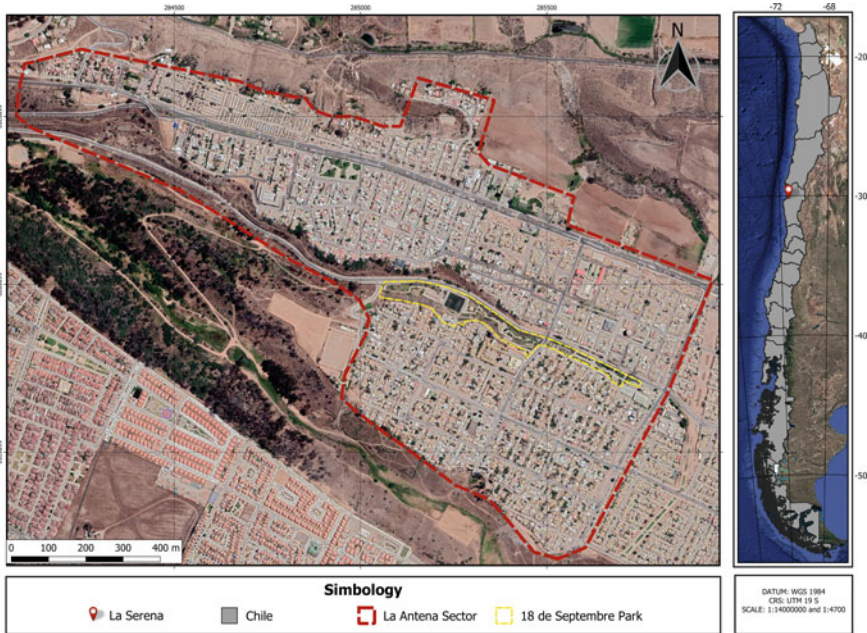 -72
-68
284500
285000
285500
N
-20
-30
-40
-50
0 100 200 300 400 m
Simbology
La Serena
Chile
La Antena Sector
18 de Septembre Park
DATUM: WGS 1984
CRS: UTM 19 S
SCALE: 1:14000000 and 1:4700